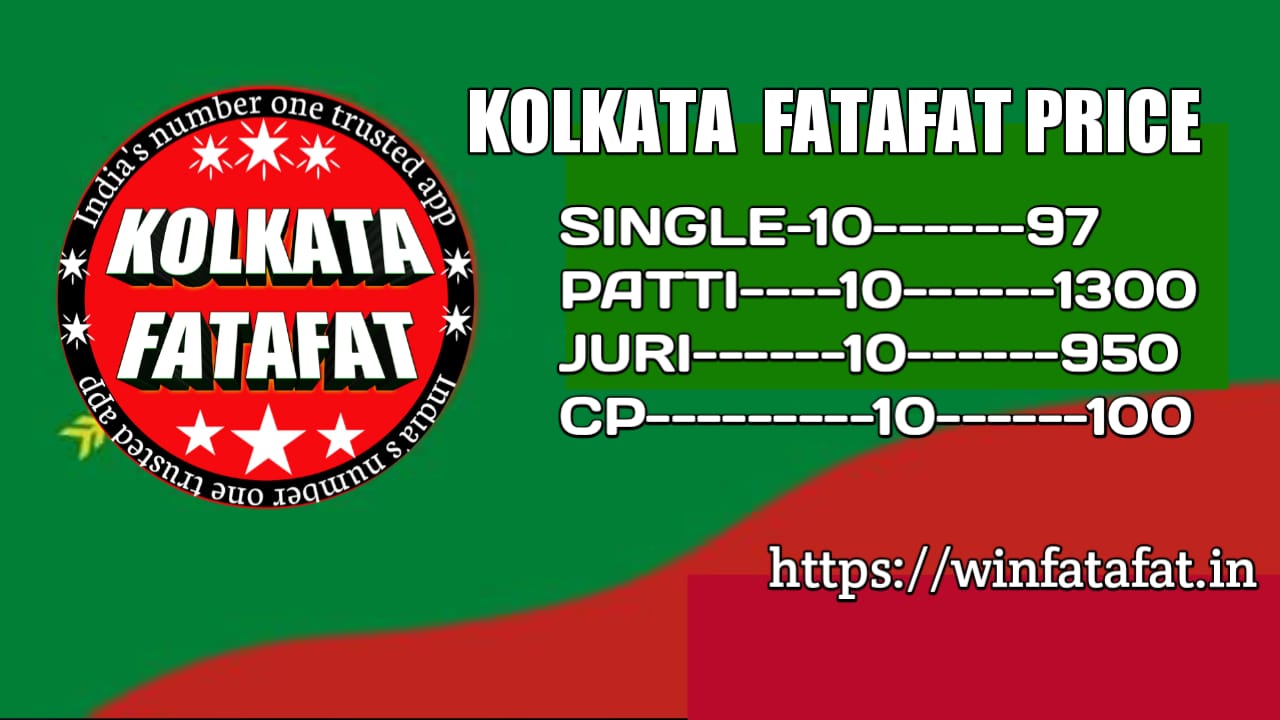 India's number one trusted app
KOLKATA
FATAFAT
India's number one trusted app
KOLKATA FATAFAT PRICE
SINGLE-10------97
PATTI----10------1300
JURI------10------950
CP---------10------100
https://winfatafat.in